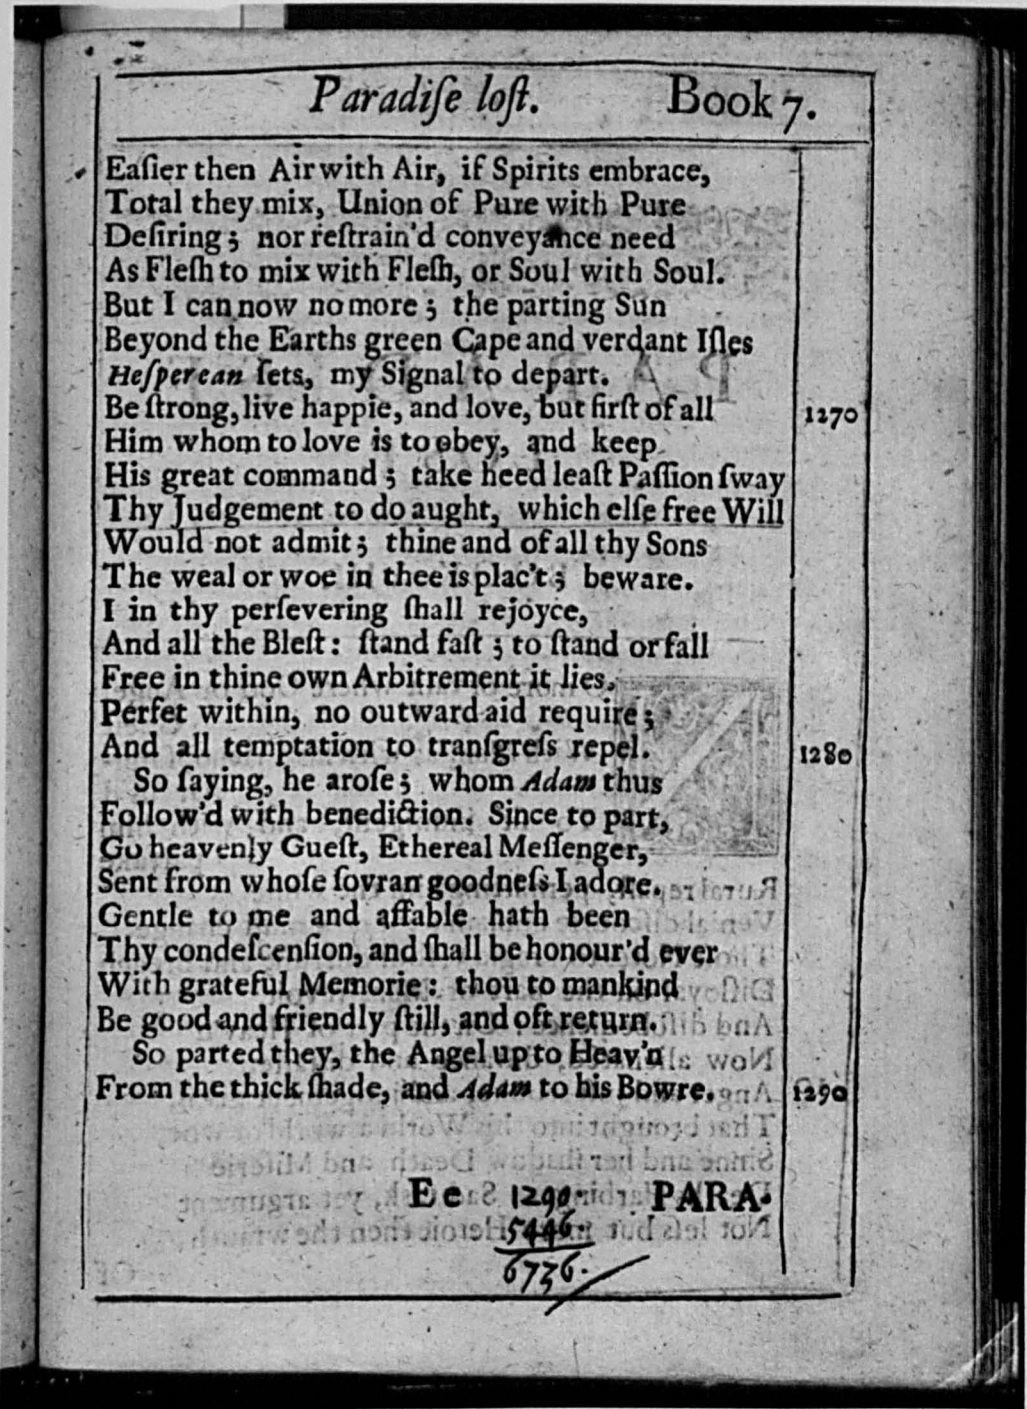 Paradiſe loſt. Book 7.
Eaſier then Air with Air, if Spirits embrace,
Total they mix, Union of Pure with Pure
Deſiring; nor reſtrain'd conveyance need
As Fleſh to mix with Fleſh, or Soul with Soul.
But I can now no more; the parting Sun
Beyond the Earths green Cape and verdant Iſles
Heſperean ſets, my Signal to depart.
Be ſtrong, live happie, and love, but firſt of all 1270
Him whom to love is to obey, and keep
His great command; take heed leaſt Paſſion ſway
Thy Judgement to do aught, which elſe free Will
Would not admit; thine and of all thy Sons
The weal or woe in thee is plac't; beware.
I in thy perſevering ſhall rejoyce,
And all the Bleſt: ſtand faſt; to ſtand or fall
Free in thine own Arbitrement it lies.
Perfet within, no outward aid require;
And all temptation to tranſgreſs repel. 1280
So ſaying, he aroſe; whom Adam thus
Follow'd with benediction. Since to part,
Go heavenly Gueſt, Ethereal Meſſenger,
Sent from whoſe ſovran goodneſs I adore.
Gentle to me and affable hath been
Thy condeſcenſion, and ſhall be honour'd ever
With grateful Memorie: thou to mankind
Be good and friendly ſtill, and oft return.
So parted they, the Angel up to Heav'n
From the thick ſhade, and Adam to his Bowre. 1290
Ee 1290. PARA-
5446.
6736.